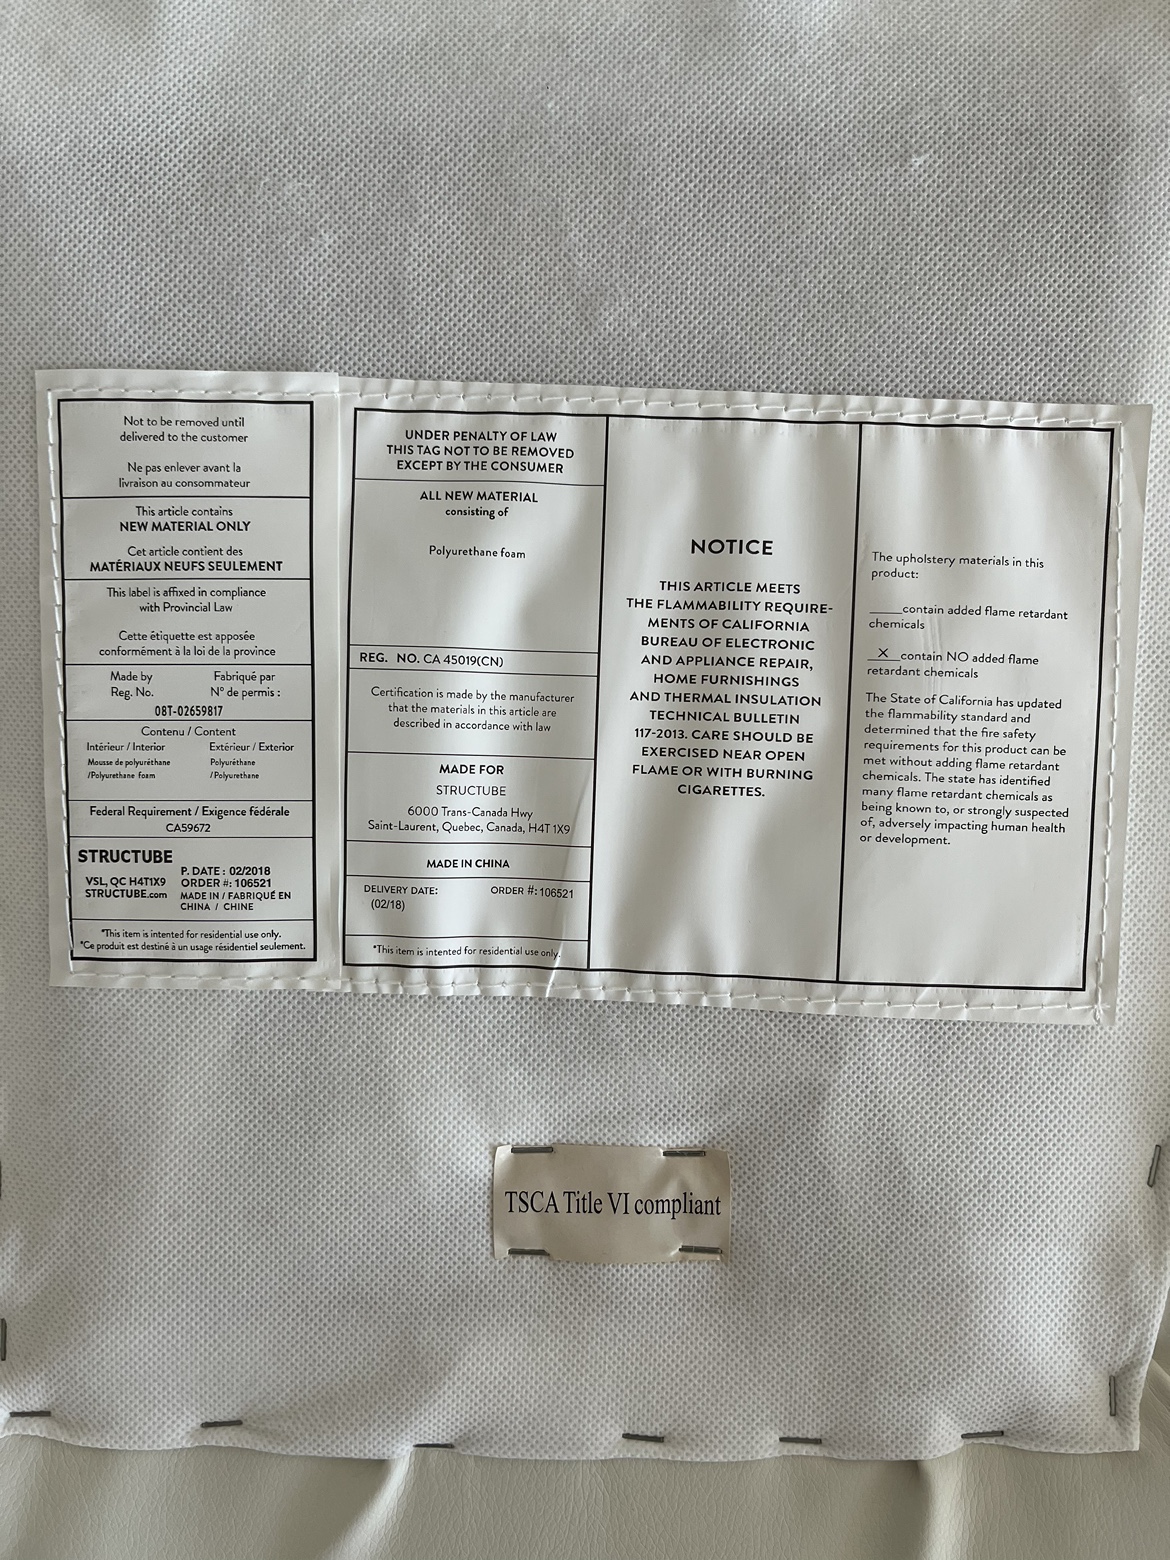 Not to be removed until
delivered to the customer
Ne pas enlever avant la
livraison au consommateur
This article contains
NEW MATERIAL ONLY
Cet article contient des
MATÉRIAUX NEUFS SEULEMENT
This label is affixed in compliance
with Provincial Law
Cette étiquette est apposée
conformément à la loi de la province
Made by Fabriqué par
Reg. No. N° de permis :
08T-02659817
Contenu / Content
Intérieur / Interior Extérieur / Exterior
Mousse de polyuréthane Polyuréthane
/Polyurethane foam /Polyurethane
Federal Requirement / Exigence fédérale
CA59672
STRUCTUBE
VSL, QC H4T1X9
STRUCTUBE.com
P. DATE : 02/2018
ORDER #: 106521
MADE IN / FABRIQUÉ EN
CHINA / CHINE
*This item is intented for residential use only.
*Ce produit est destiné à un usage résidentiel seulement.
UNDER PENALTY OF LAW
THIS TAG NOT TO BE REMOVED
EXCEPT BY THE CONSUMER
ALL NEW MATERIAL
consisting of
Polyurethane foam
REG. NO. CA 45019(CN)
Certification is made by the manufacturer
that the materials in this article are
described in accordance with law
MADE FOR
STRUCTUBE
6000 Trans-Canada Hwy
Saint-Laurent, Quebec, Canada, H4T 1X9
MADE IN CHINA
DELIVERY DATE: ORDER #: 106521
(02/18)
*This item is intented for residential use only.
NOTICE
THIS ARTICLE MEETS
THE FLAMMABILITY REQUIRE-
MENTS OF CALIFORNIA
BUREAU OF ELECTRONIC
AND APPLIANCE REPAIR,
HOME FURNISHINGS
AND THERMAL INSULATION
TECHNICAL BULLETIN
117-2013. CARE SHOULD BE
EXERCISED NEAR OPEN
FLAME OR WITH BURNING
CIGARETTES.
The upholstery materials in this
product:
_____contain added flame retardant
chemicals
__X__contain NO added flame
retardant chemicals
The State of California has updated
the flammability standard and
determined that the fire safety
requirements for this product can be
met without adding flame retardant
chemicals. The state has identified
many flame retardant chemicals as
being known to, or strongly suspected
of, adversely impacting human health
or development.
TSCA Title VI compliant